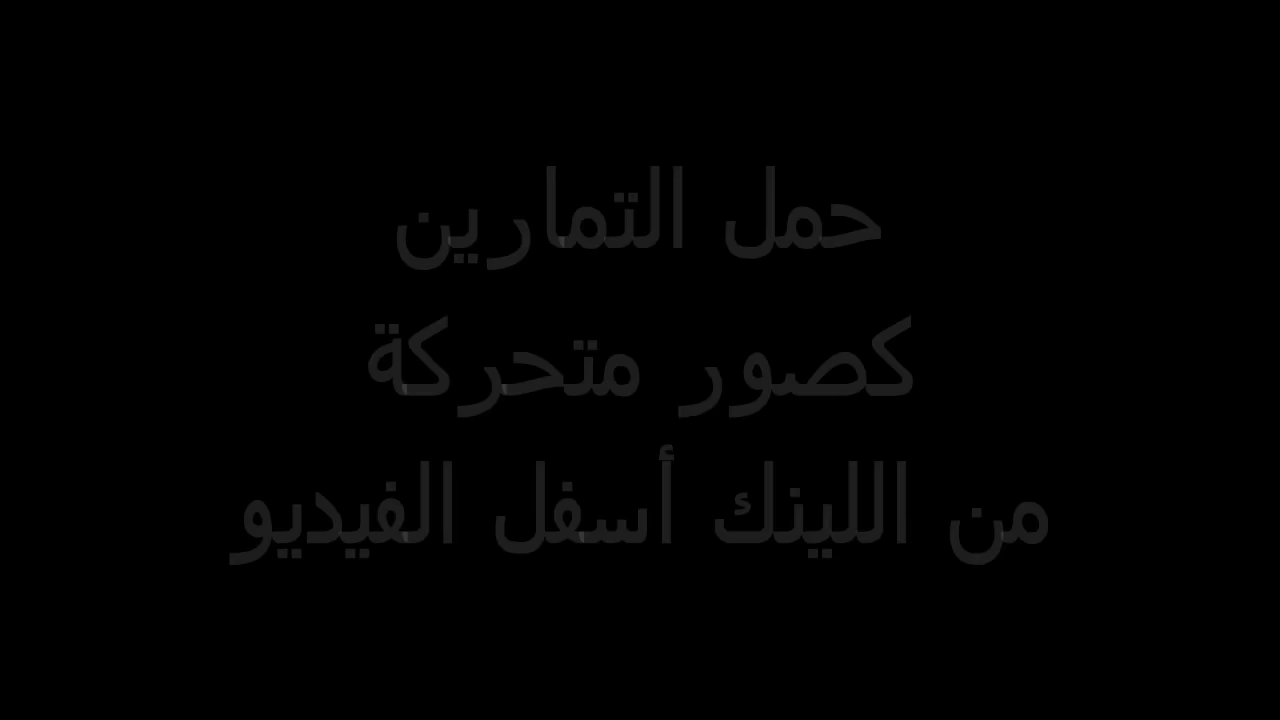 حمل التمارين
كصور متحركة
من اللينك أسفل الفيديو